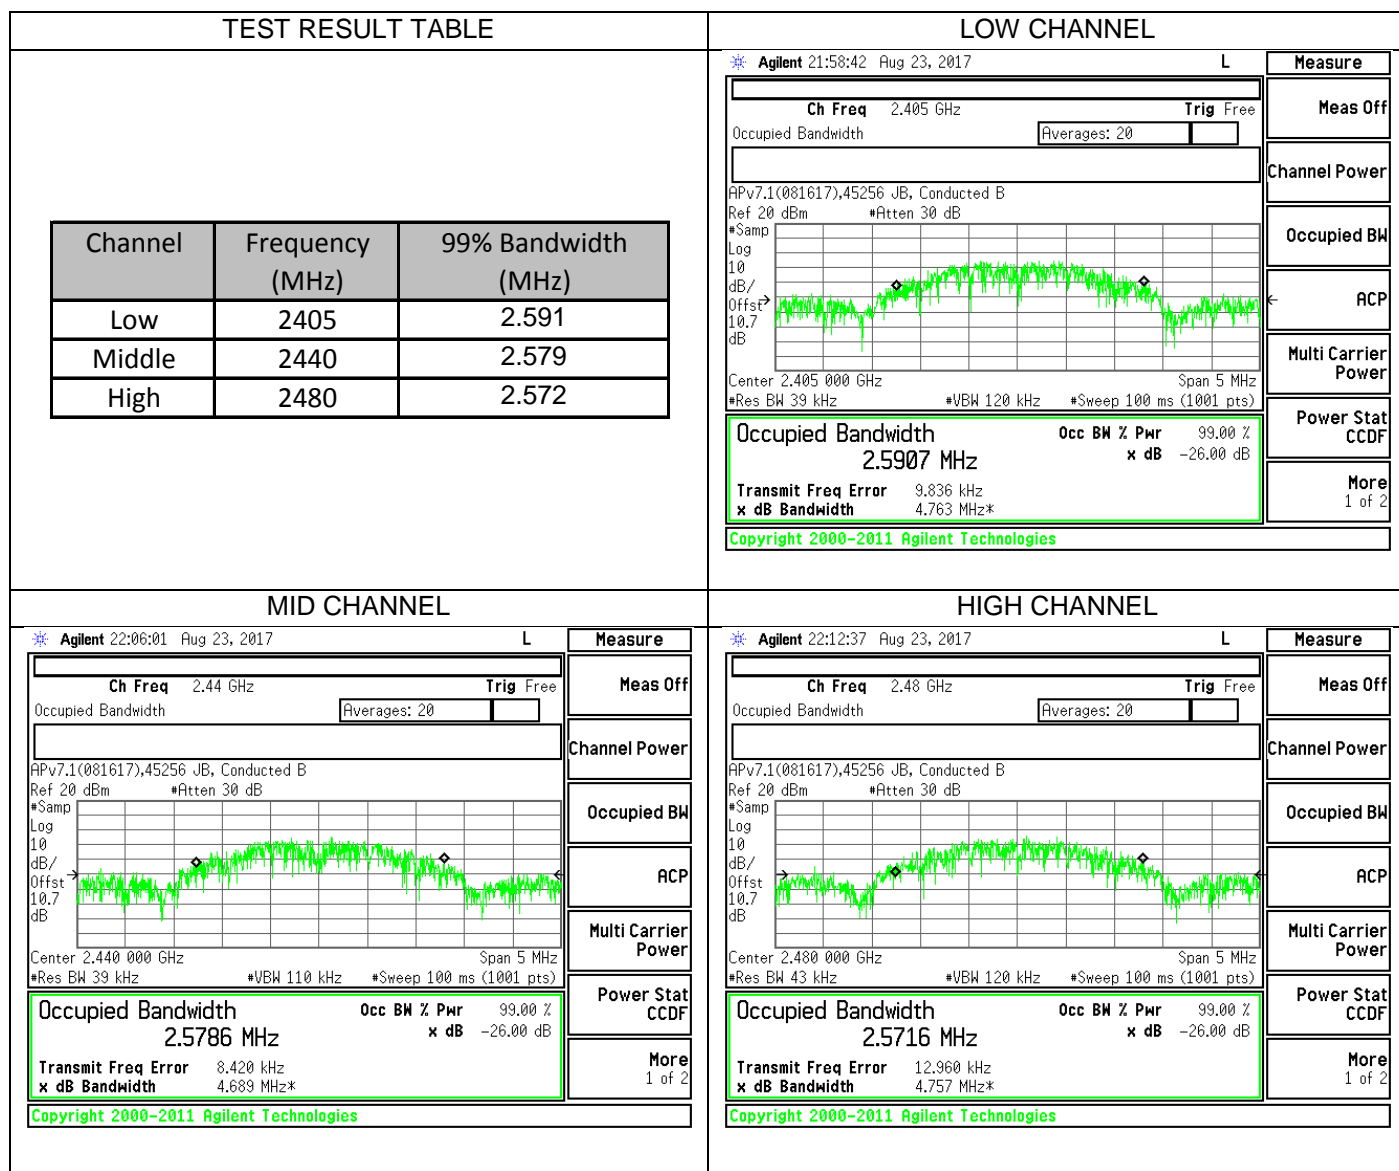 TEST RESULT TABLE
Channel Frequency (MHz) 99% Bandwidth (MHz)
Low 2405 2.591
Middle 2440 2.579
High 2480 2.572
LOW CHANNEL
Agilent 21:58:42 Aug 23, 2017 L
Measure
Ch Freq 2.405 GHz Trig Free
Occupied Bandwidth Averages: 20
APv7.1(081617),45256 JB, Conducted B
Ref 20 dBm #Atten 30 dB
#Samp
Log
10
dB/
Offst
10.7
dB
Center 2.405 000 GHz Span 5 MHz
#Res BW 39 kHz #VBW 120 kHz #Sweep 100 ms (1001 pts)
Occupied Bandwidth Occ BW % Pwr 99.00 %
2.5907 MHz x dB -26.00 dB
Transmit Freq Error 9.836 kHz
x dB Bandwidth 4.763 MHz*
Copyright 2000-2011 Agilent Technologies
Meas Off
Channel Power
Occupied BW
ACP
Multi Carrier
Power
Power Stat
CCDF
More
1 of 2
MID CHANNEL
Agilent 22:06:01 Aug 23, 2017 L
Measure
Ch Freq 2.44 GHz Trig Free
Occupied Bandwidth Averages: 20
APv7.1(081617),45256 JB, Conducted B
Ref 20 dBm #Atten 30 dB
#Samp
Log
10
dB/
Offst
10.7
dB
Center 2.440 000 GHz Span 5 MHz
#Res BW 39 kHz #VBW 110 kHz #Sweep 100 ms (1001 pts)
Occupied Bandwidth Occ BW % Pwr 99.00 %
2.5786 MHz x dB -26.00 dB
Transmit Freq Error 8.420 kHz
x dB Bandwidth 4.689 MHz*
Copyright 2000-2011 Agilent Technologies
Meas Off
Channel Power
Occupied BW
ACP
Multi Carrier
Power
Power Stat
CCDF
More
1 of 2
HIGH CHANNEL
Agilent 22:12:37 Aug 23, 2017 L
Measure
Ch Freq 2.48 GHz Trig Free
Occupied Bandwidth Averages: 20
APv7.1(081617),45256 JB, Conducted B
Ref 20 dBm #Atten 30 dB
#Samp
Log
10
dB/
Offst
10.7
dB
Center 2.480 000 GHz Span 5 MHz
#Res BW 43 kHz #VBW 120 kHz #Sweep 100 ms (1001 pts)
Occupied Bandwidth Occ BW % Pwr 99.00 %
2.5716 MHz x dB -26.00 dB
Transmit Freq Error 12.960 kHz
x dB Bandwidth 4.757 MHz*
Copyright 2000-2011 Agilent Technologies
Meas Off
Channel Power
Occupied BW
ACP
Multi Carrier
Power
Power Stat
CCDF
More
1 of 2